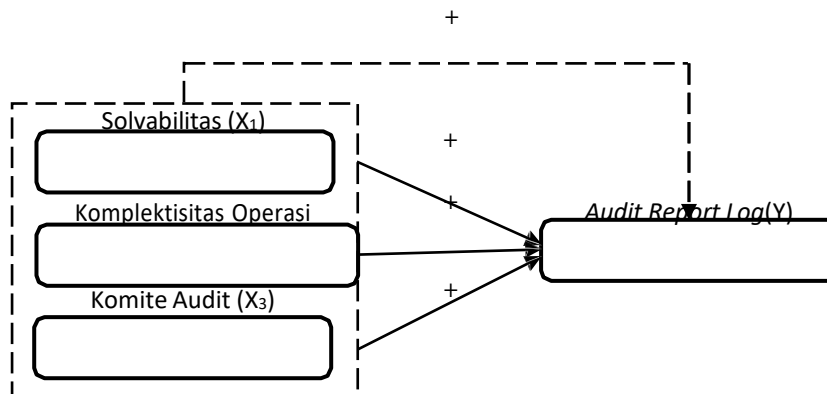 +
Solvabilitas (X₁)
+
+
Komplektisitas Operasi
Audit Report Log(Y)
Komite Audit (X₃)
+